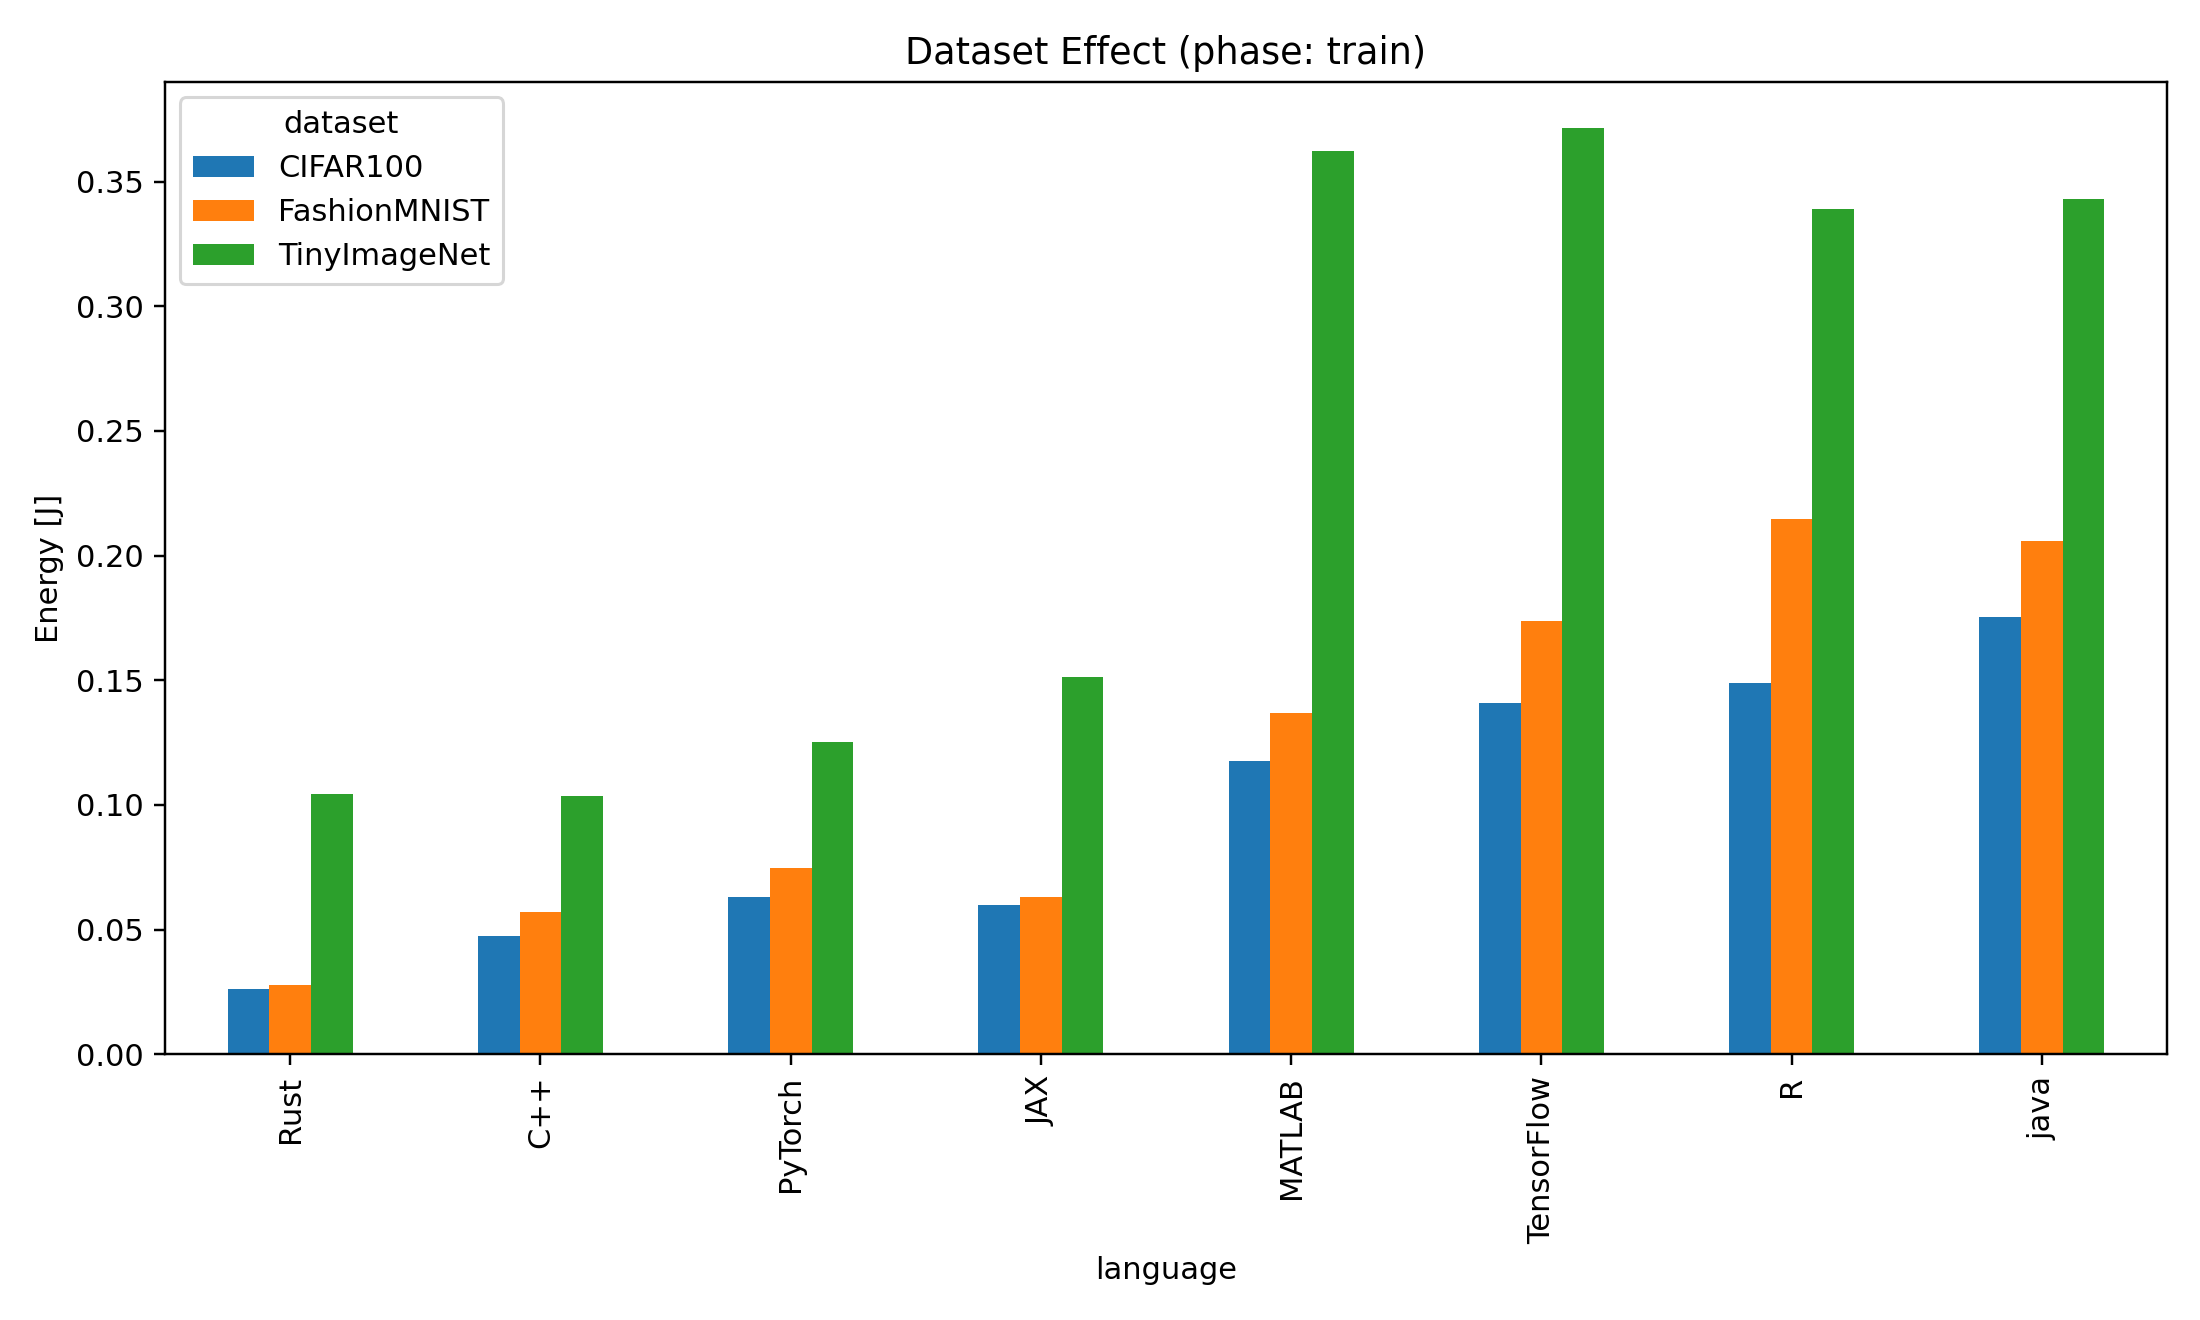 Dataset Effect (phase: train)
dataset
CIFAR100
FashionMNIST
TinyImageNet
Energy [J]
0.35
0.30
0.25
0.20
0.15
0.10
0.05
0.00
Rust
C++
PyTorch
JAX
MATLAB
TensorFlow
R
java
language